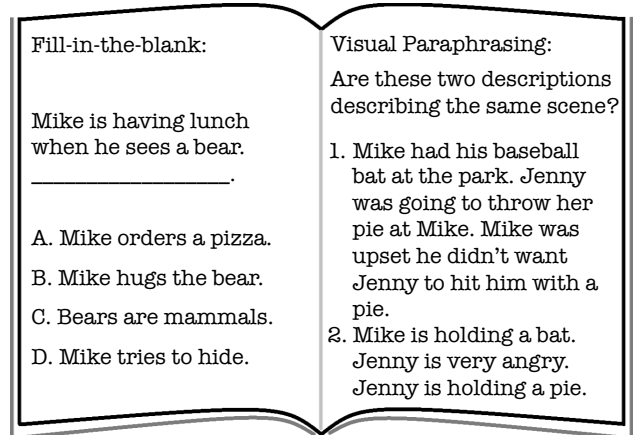 Fill-in-the-blank:
Mike is having lunch
when he sees a bear.
__________________.
A. Mike orders a pizza.
B. Mike hugs the bear.
C. Bears are mammals.
D. Mike tries to hide.
Visual Paraphrasing:
Are these two descriptions
describing the same scene?
1. Mike had his baseball
bat at the park. Jenny
was going to throw her
pie at Mike. Mike was
upset he didn't want
Jenny to hit him with a
pie.
2. Mike is holding a bat.
Jenny is very angry.
Jenny is holding a pie.